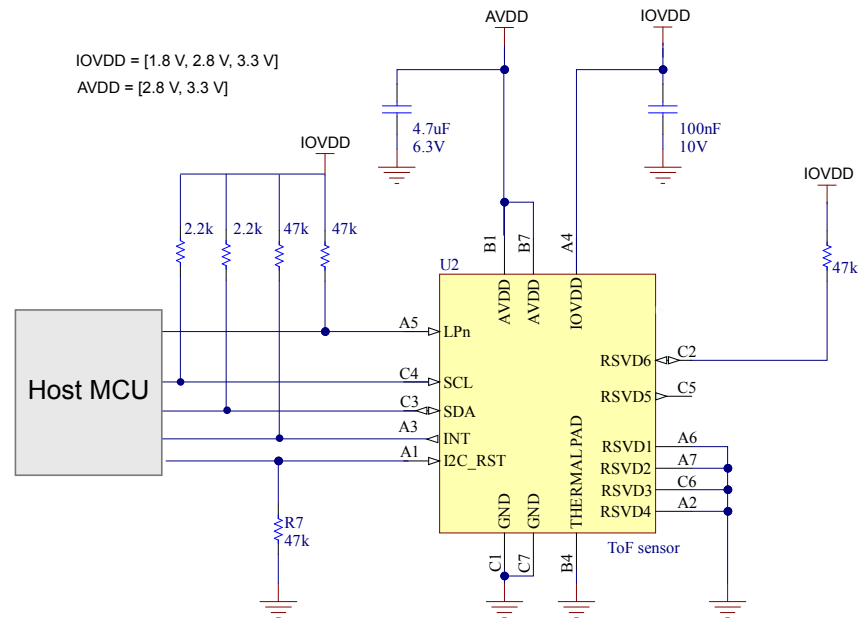 AVDD
IOVDD
IOVDD = [1.8 V, 2.8 V, 3.3 V]
AVDD = [2.8 V, 3.3 V]
4.7uF
6.3V
100nF
10V
IOVDD
IOVDD
2.2k
2.2k
47k
47k
47k
B1
B7
A4
U2
AVDD
AVDD
IOVDD
Host MCU
A5
LPn
C4
SCL
C3
SDA
A3
INT
A1
I2C_RST
RSVD6
C2
RSVD5
C5
RSVD1
A6
RSVD2
A7
RSVD3
C6
RSVD4
A2
GND
GND
THERMAL PAD
R7
47k
C1
C7
B4
ToF sensor